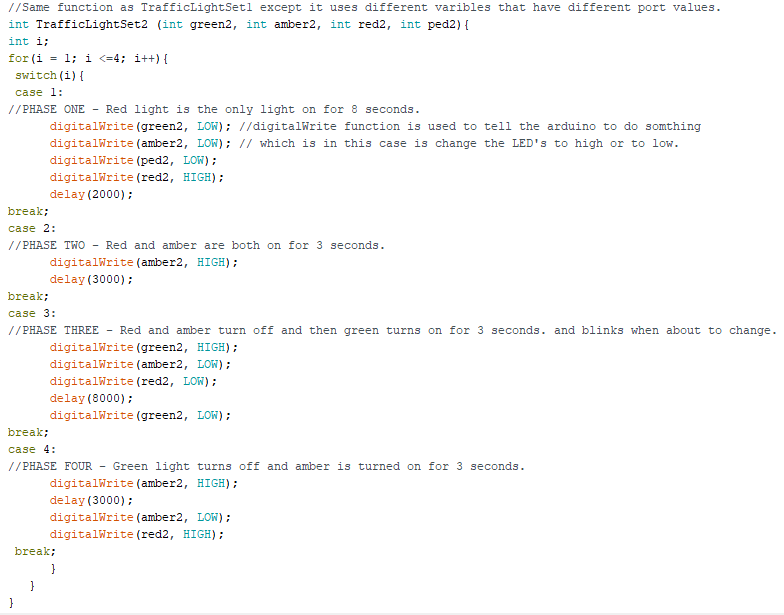 //Same function as TrafficLightSet1 except it uses different varibles that have different port values.
int TrafficLightSet2 (int green2, int amber2, int red2, int ped2){
int i;
for(i = 1; i <=4; i++){
 switch(i){
 case 1:
//PHASE ONE - Red light is the only light on for 8 seconds.
      digitalWrite(green2, LOW); //digitalWrite function is used to tell the arduino to do somthing
      digitalWrite(amber2, LOW); // which is in this case is change the LED's to high or to low.
      digitalWrite(ped2, LOW);
      digitalWrite(red2, HIGH);
      delay(2000);
break;
case 2:
//PHASE TWO - Red and amber are both on for 3 seconds.
      digitalWrite(amber2, HIGH);
      delay(3000);
break;
case 3:
//PHASE THREE - Red and amber turn off and then green turns on for 3 seconds. and blinks when about to change.
      digitalWrite(green2, HIGH);
      digitalWrite(amber2, LOW);
      digitalWrite(red2, LOW);
      delay(8000);
      digitalWrite(green2, LOW);
break;
case 4:
//PHASE FOUR - Green light turns off and amber is turned on for 3 seconds.
      digitalWrite(amber2, HIGH);
      delay(3000);
      digitalWrite(amber2, LOW);
      digitalWrite(red2, HIGH);
 break;
      }
   }
}